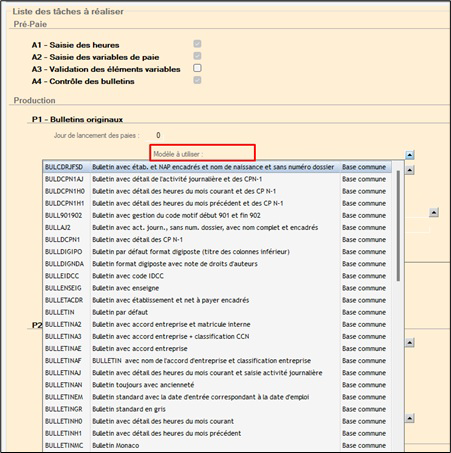 Liste des tâches à réaliser
Pré-Paie
A1 - Saisie des heures
A2 - Saisie des variables de paie
A3 - Validation des éléments variables
A4 - Contrôle des bulletins
Production
P1 - Bulletins originaux
Jour de lancement des paies : 0
Modèle à utiliser :
BULCDRJFSD Bulletin avec étab. et NAP encadrés et nom de naissance et sans numéro dossier Base commune
BULDCPN1AJ Bulletin avec détail de l'activité journalière et des CPN-1 Base commune
BULDCPN1H0 Bulletin avec détail des heures du mois courant et des CP N-1 Base commune
BULDCPN1H1 Bulletin avec détail des heures du mois précédent et des CP N-1 Base commune
BULL901902 Bulletin avec gestion du code motif début 901 et fin 902 Base commune
BULLAJ2 Bulletin avec act. journ., sans num. dossier, avec nom complet et encadrés Base commune
BULLDCPN1 Bulletin avec détail des CP N-1 Base commune
BULLDIGIPO Bulletin par défaut format digiposte (titre des colonnes inférieur) Base commune
BULLDIGNDA Bulletin format digiposte avec note de droits d'auteurs Base commune
BULLEIDCC Bulletin avec code IDCC Base commune
BULLENSEIG Bulletin avec enseigne Base commune
BULLETACDR Bulletin avec établissement et net à payer encadrés Base commune
BULLETIN Bulletin par défaut Base commune
P2
BULLETINA2 Bulletin avec accord entreprise et matricule interne Base commune
BULLETINA3 Bulletin avec accord entreprise + classification CCN Base commune
BULLETINAE Bulletin avec accord entreprise Base commune
BULLETINAF BULLETIN avec nom de l'accord d'entreprise et classification entreprise Base commune
BULLETINAJ Bulletin avec détail des heures du mois courant et saisie activité journalière Base commune
BULLETINAN Bulletin toujours avec ancienneté Base commune
BULLETINEM Bulletin standard avec la date d'entrée correspondant à la date d'emploi Base commune
BULLETINGR Bulletin standard en gris Base commune
BULLETINH0 Bulletin avec détail des heures du mois courant Base commune
BULLETINH1 Bulletin avec détail des heures du mois précédent Base commune
BULLETINMC Bulletin Monaco Base commune